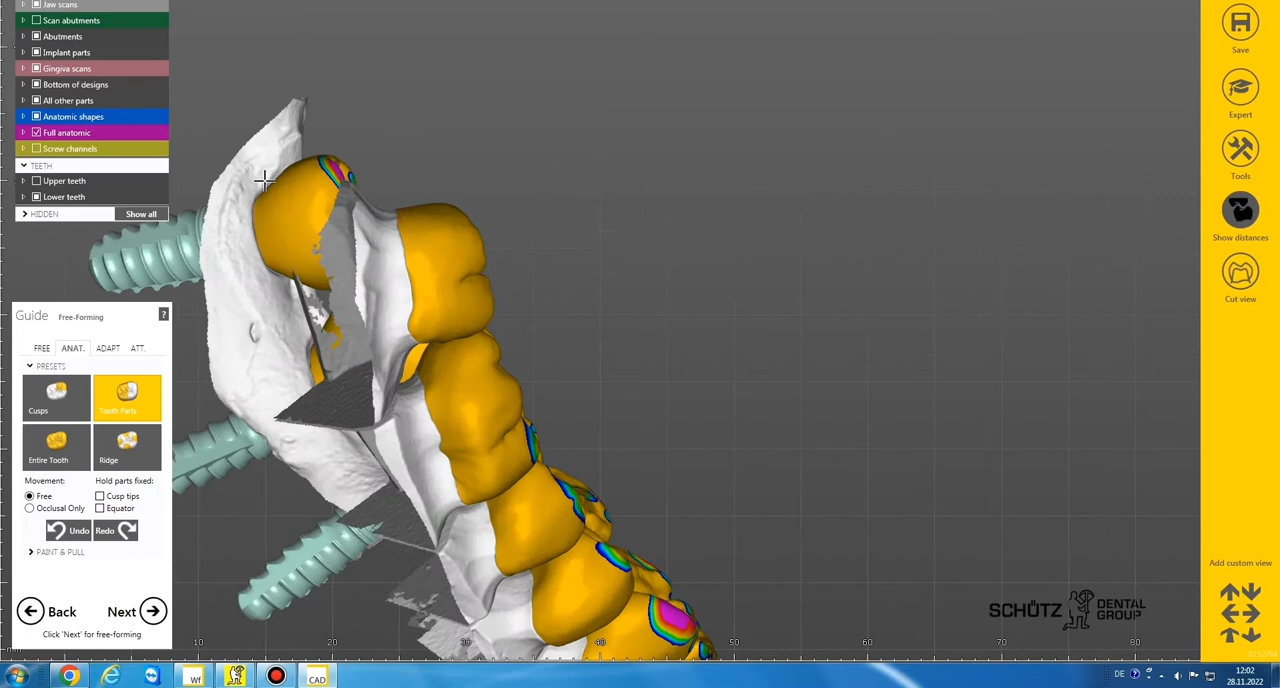 Jaw scans
Scan abutments
Abutments
Implant parts
Gingiva scans
Bottom of designs
All other parts
Anatomic shapes
Full anatomic
Screw channels
TEETH
Upper teeth
Lower teeth
HIDDEN Show all
Guide Free-Forming ?
FREE ANAT. ADAPT ATT.
PRESETS
Cusps Tooth Parts
Entire Tooth Ridge
Movement: Hold parts fixed:
Free Cusp tips
Occlusal Only Equator
Undo Redo
PAINT & PULL
Back Next
Click 'Next' for free-forming
Save
Expert
Tools
Show distances
Cut view
Add custom view
SCHÜTZ DENTAL
GROUP
mm 10 20 30 40 50 60 70 80
Wf CAD
DE 12:02
28.11.2022